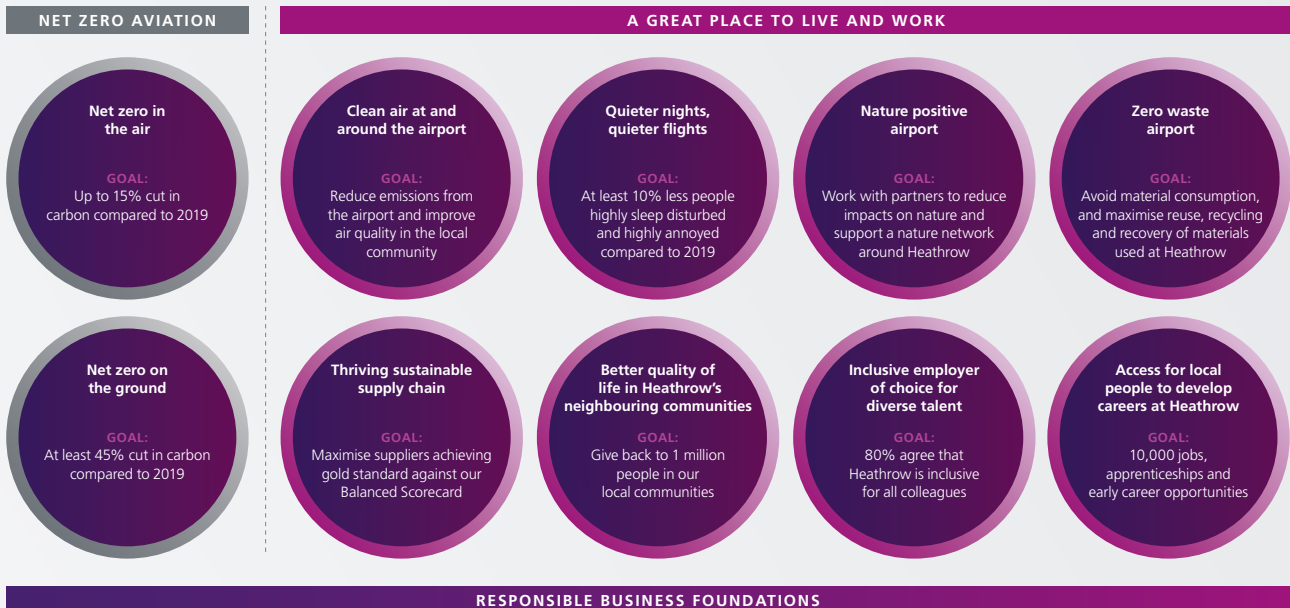 NET ZERO AVIATION
A GREAT PLACE TO LIVE AND WORK
Net zero in
the air
GOAL:
Up to 15% cut in
carbon compared to 2019
Clean air at and
around the airport
GOAL:
Reduce emissions from
the airport and improve
air quality in the local
community
Quieter nights,
quieter flights
GOAL:
At least 10% less people
highly sleep disturbed
and highly annoyed
compared to 2019
Nature positive
airport
GOAL:
Work with partners to reduce
impacts on nature and
support a nature network
around Heathrow
Zero waste
airport
GOAL:
Avoid material consumption,
and maximise reuse, recycling
and recovery of materials
used at Heathrow
Net zero on
the ground
GOAL:
At least 45% cut in carbon
compared to 2019
Thriving sustainable
supply chain
GOAL:
Maximise suppliers achieving
gold standard against our
Balanced Scorecard
Better quality of
life in Heathrow's
neighbouring communities
GOAL:
Give back to 1 million
people in our
local communities
Inclusive employer
of choice for
diverse talent
GOAL:
80% agree that
Heathrow is inclusive
for all colleagues
Access for local
people to develop
careers at Heathrow
GOAL:
10,000 jobs,
apprenticeships and
early career opportunities
RESPONSIBLE BUSINESS FOUNDATIONS